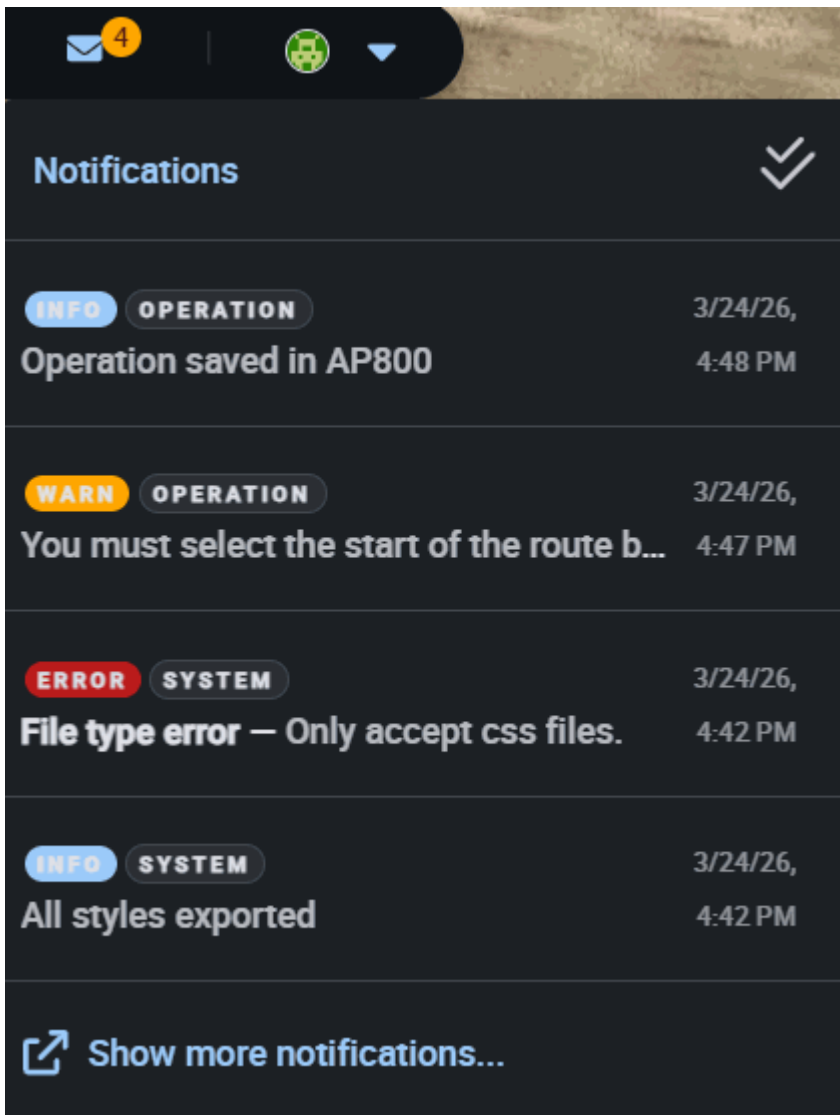 4
Notifications
INFO OPERATION 3/24/26,
Operation saved in AP800 4:48 PM
WARN OPERATION 3/24/26,
You must select the start of the route b... 4:47 PM
ERROR SYSTEM 3/24/26,
File type error — Only accept css files. 4:42 PM
INFO SYSTEM 3/24/26,
All styles exported 4:42 PM
Show more notifications...